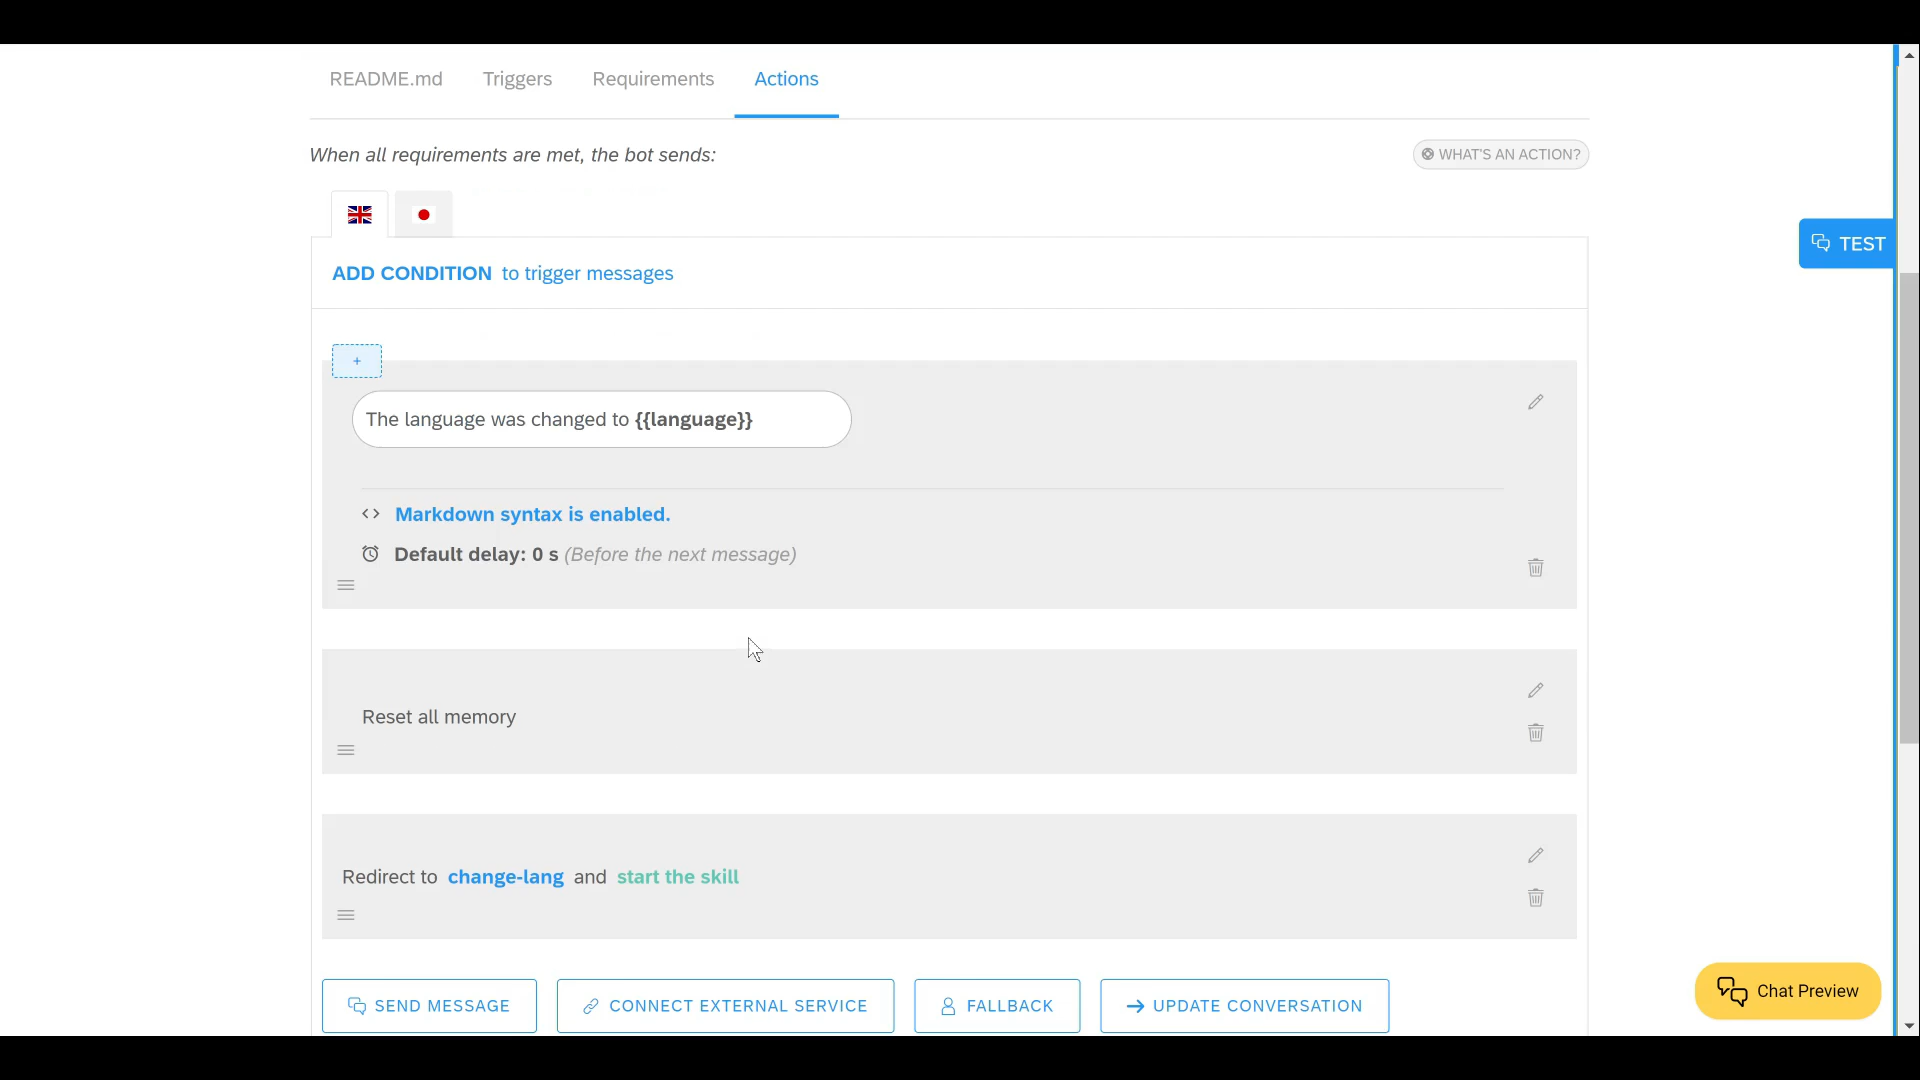 README.md Triggers Requirements Actions
When all requirements are met, the bot sends:
WHAT'S AN ACTION?
TEST
ADD CONDITION to trigger messages
+
The language was changed to {{language}}
Markdown syntax is enabled.
Default delay: 0 s (Before the next message)
Reset all memory
Redirect to change-lang and start the skill
SEND MESSAGE CONNECT EXTERNAL SERVICE FALLBACK UPDATE CONVERSATION
Chat Preview